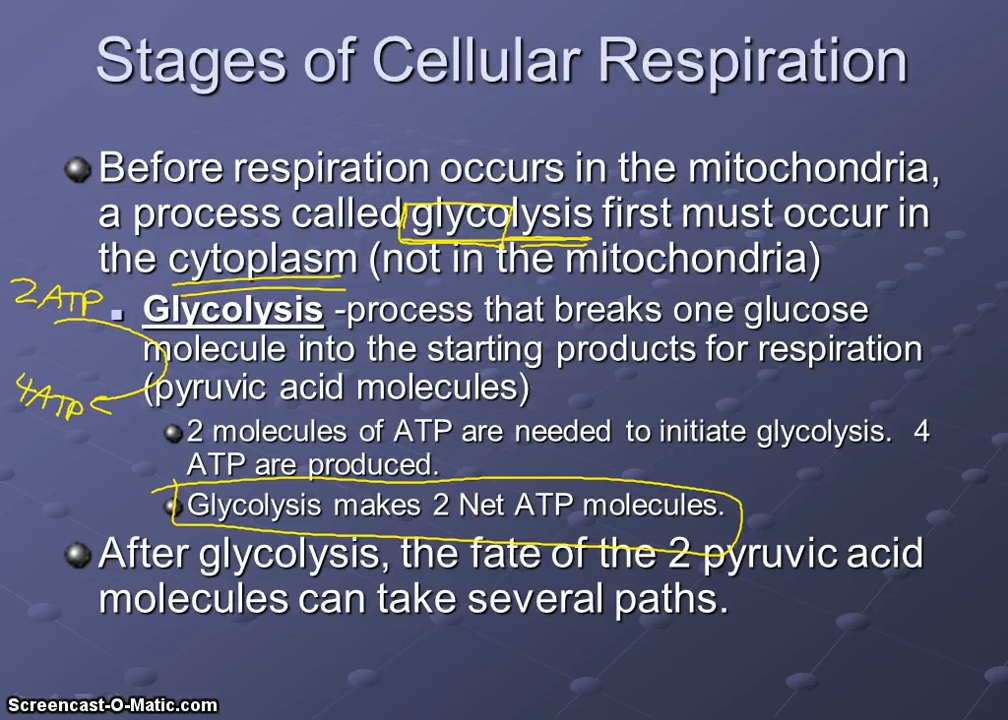 Stages of Cellular Respiration
Before respiration occurs in the mitochondria,
a process called glycolysis first must occur in
the cytoplasm (not in the mitochondria)
2ATP
Glycolysis -process that breaks one glucose
molecule into the starting products for respiration
4ATP
(pyruvic acid molecules)
2 molecules of ATP are needed to initiate glycolysis. 4
ATP are produced.
Glycolysis makes 2 Net ATP molecules.
After glycolysis, the fate of the 2 pyruvic acid
molecules can take several paths.
Screencast-O-Matic.com